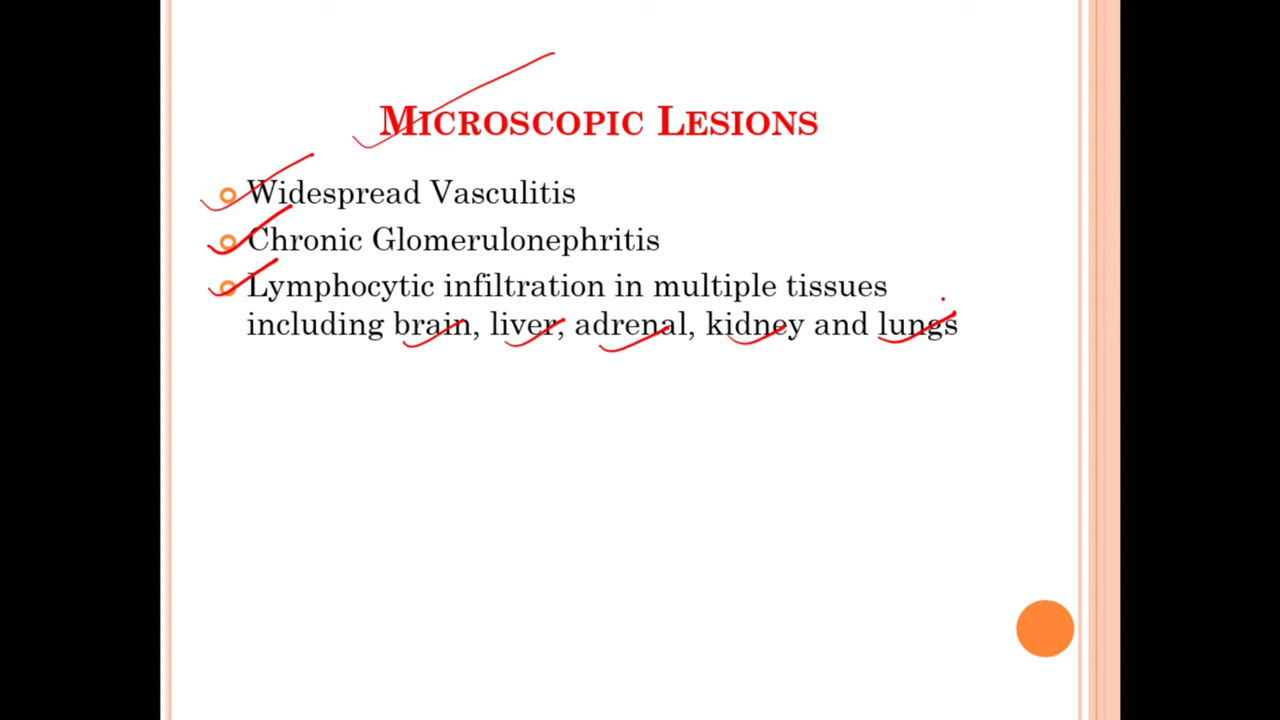 Microscopic Lesions
Widespread Vasculitis
Chronic Glomerulonephritis
Lymphocytic infiltration in multiple tissues
including brain, liver, adrenal, kidney and lungs